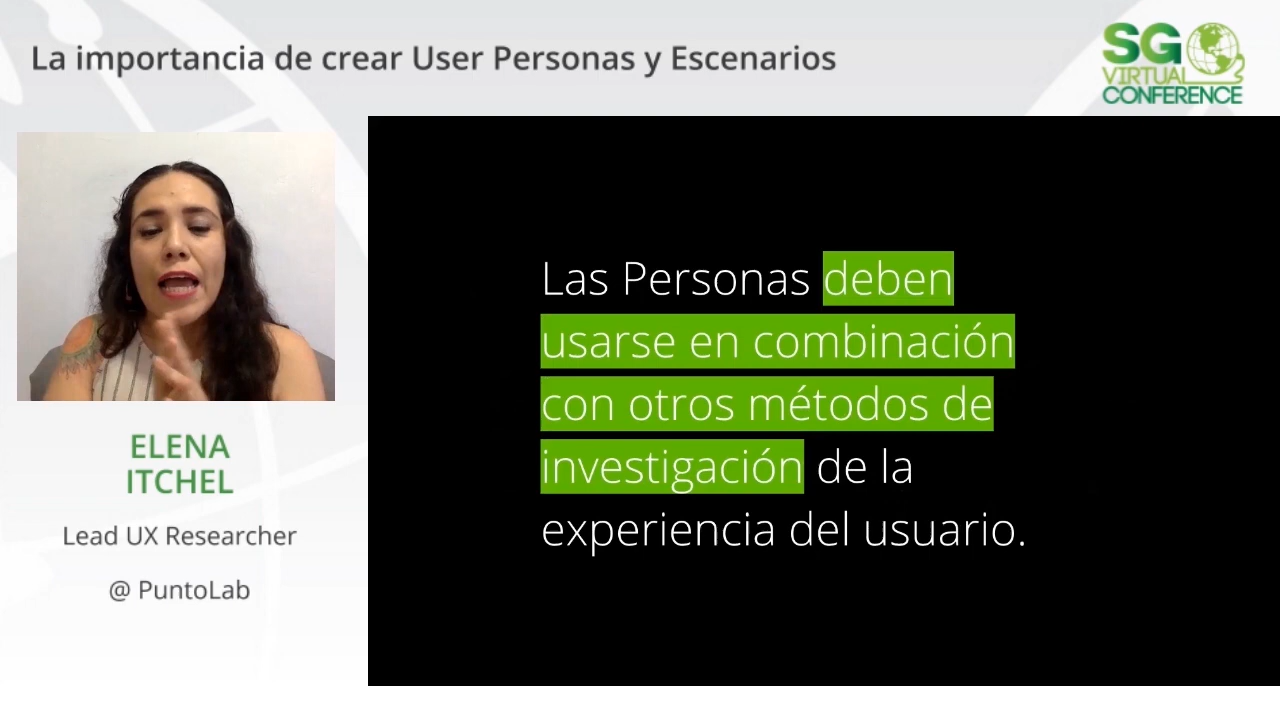 La importancia de crear User Personas y Escenarios
SG
VIRTUAL
CONFERENCE
Las Personas deben
usarse en combinación
con otros métodos de
investigación de la
experiencia del usuario.
ELENA
ITCHEL
Lead UX Researcher
@ PuntoLab